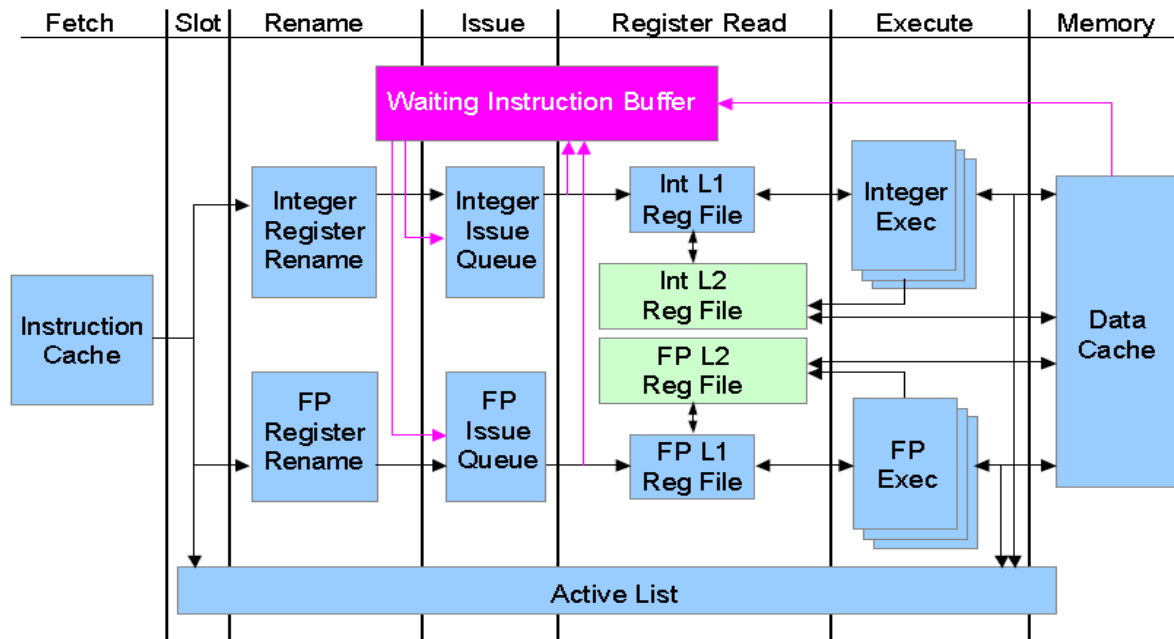 Fetch
Slot
Rename
Issue
Register Read
Execute
Memory
Waiting Instruction Buffer
Integer
Register
Rename
Integer
Issue
Queue
Int L1
Reg File
Integer
Exec
Int L2
Reg File
Instruction
Cache
Data
Cache
FP L2
Reg File
FP
Register
Rename
FP
Issue
Queue
FP L1
Reg File
FP
Exec
Active List